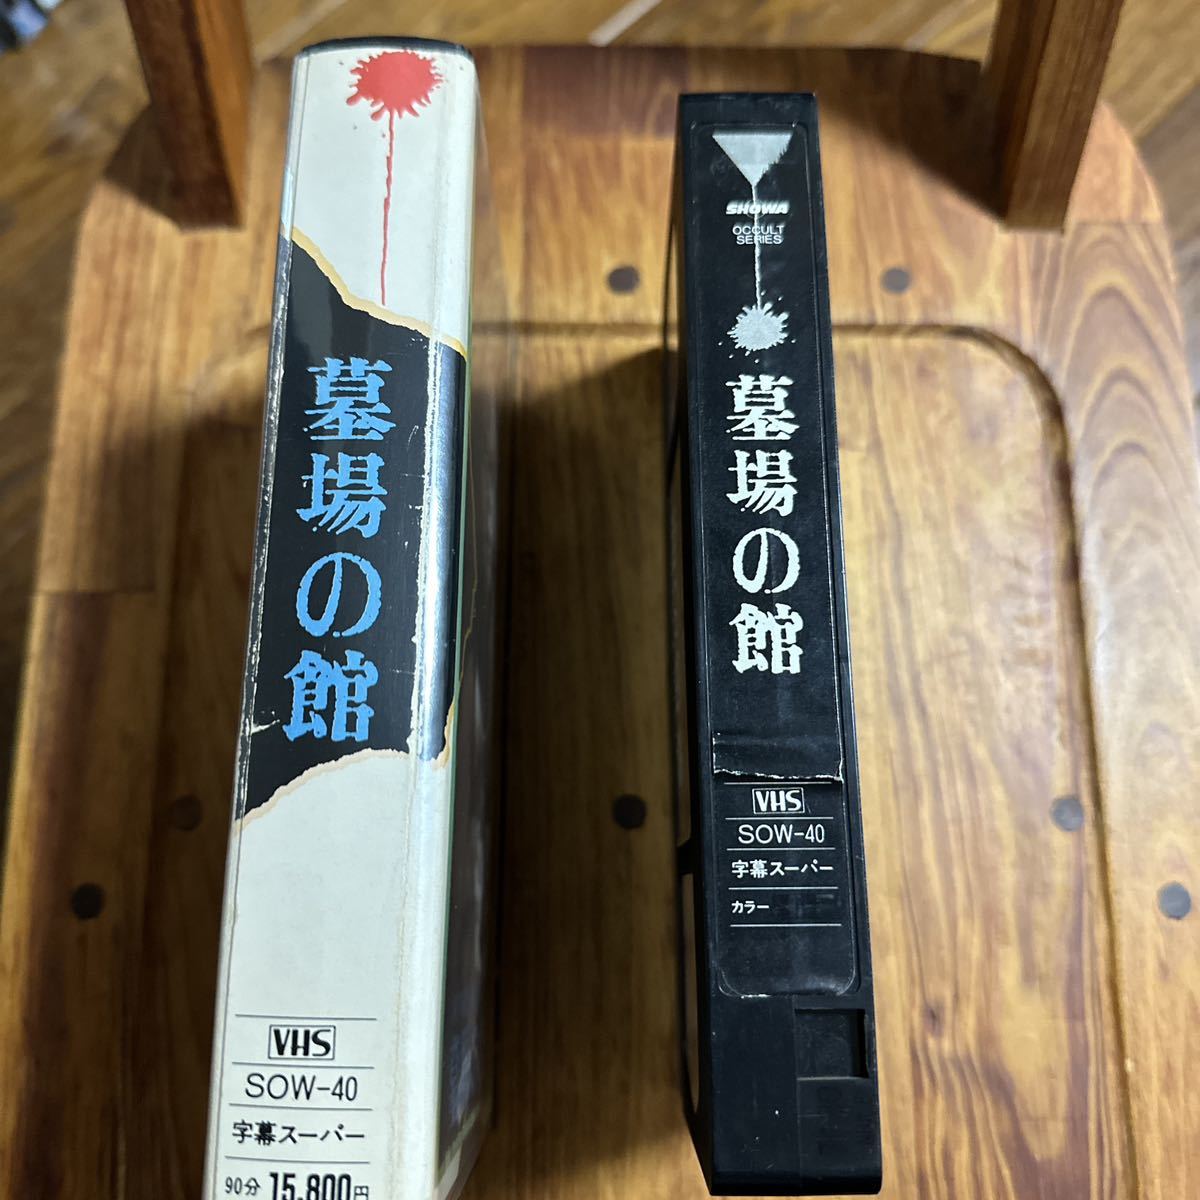 墓場の館
VHS
SOW-40
字幕スーパー
90分 15,800円
SHOWA
OCCULT
SERIES
墓場の館
VHS
SOW-40
字幕スーパー
カラー